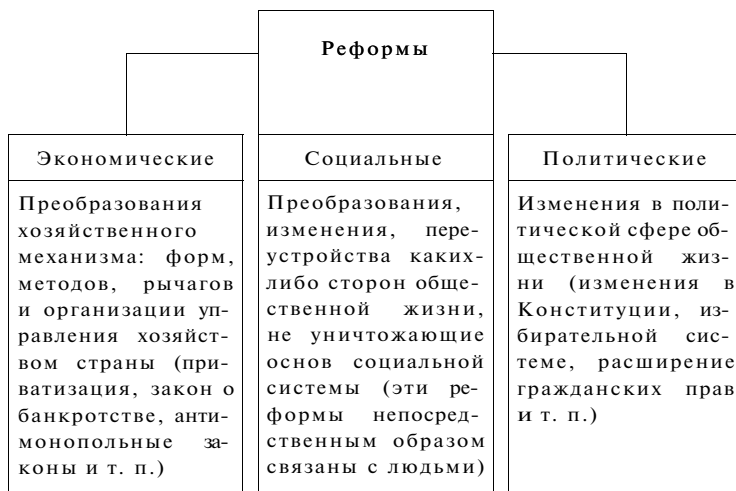 Реформы
Экономические
Преобразования
хозяйственного
механизма: форм,
методов, рычагов
и организации уп-
равления хозяйст-
вом страны (при-
ватизация, закон о
банкротстве, анти-
монопольные за-
коны и т. п.)
Социальные
Преобразования,
изменения, пере-
устройства каких-
либо сторон обще-
ственной жизни,
не уничтожающие
основ социальной
системы (эти ре-
формы непосред-
ственным образом
связаны с людьми)
Политические
Изменения в поли-
тической сфере об-
щественной жиз-
ни (изменения в
Конституции, из-
бирательной сис-
теме, расширение
гражданских прав
и т. п.)